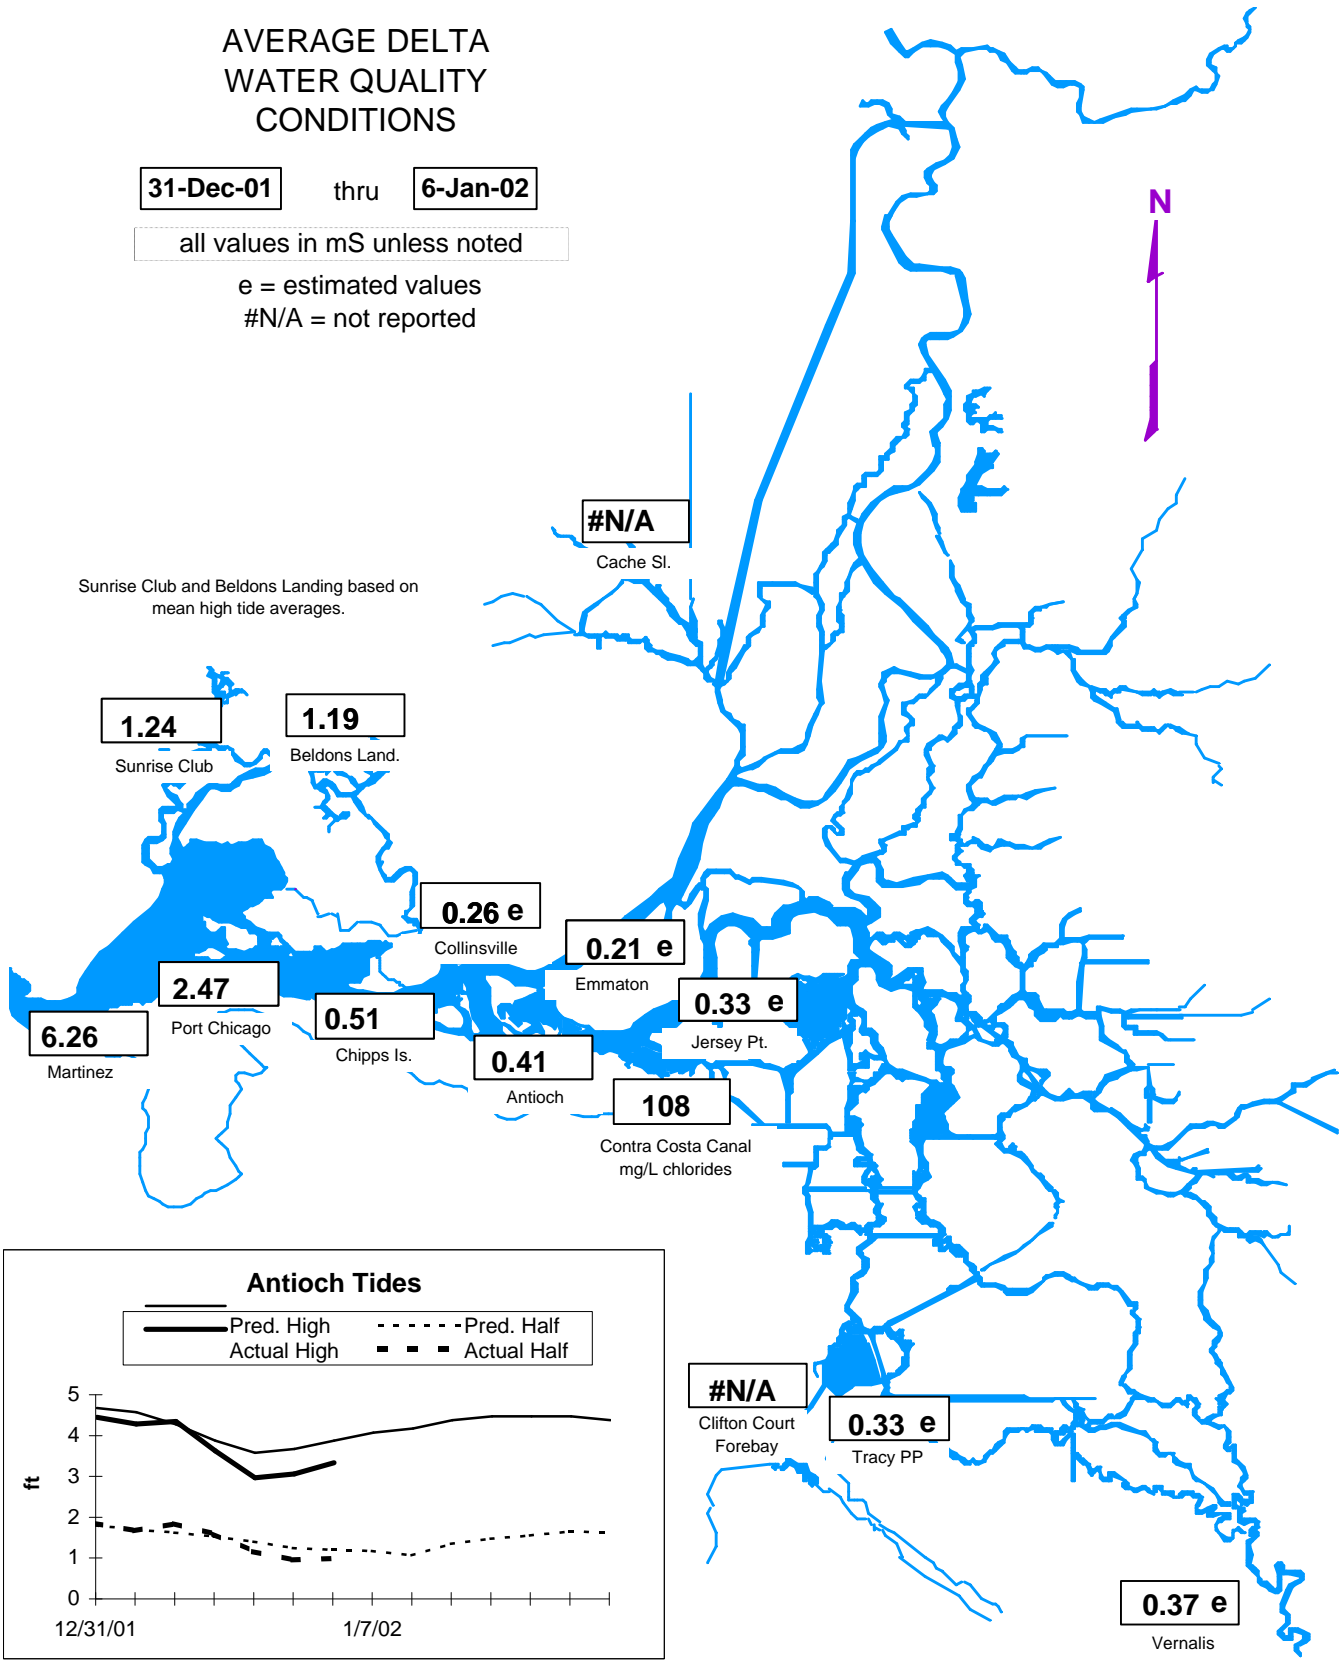 AVERAGE DELTA
WATER QUALITY
CONDITIONS
31-Dec-01 thru 6-Jan-02
all values in mS unless noted
e = estimated values
#N/A = not reported
N
#N/A
Cache Sl.
Sunrise Club and Beldons Landing based on
mean high tide averages.
1.24
Sunrise Club
1.19
Beldons Land.
0.26 e
Collinsville
0.21 e
Emmaton
2.47
Port Chicago
0.33 e
Jersey Pt.
6.26
Martinez
0.51
Chipps Is.
0.41
Antioch
108
Contra Costa Canal
mg/L chlorides
Antioch Tides
Pred. High Pred. Half
Actual High Actual Half
5
4
3
2
1
0
ft
12/31/01 1/7/02
#N/A
Clifton Court
Forebay
0.33 e
Tracy PP
0.37 e
Vernalis